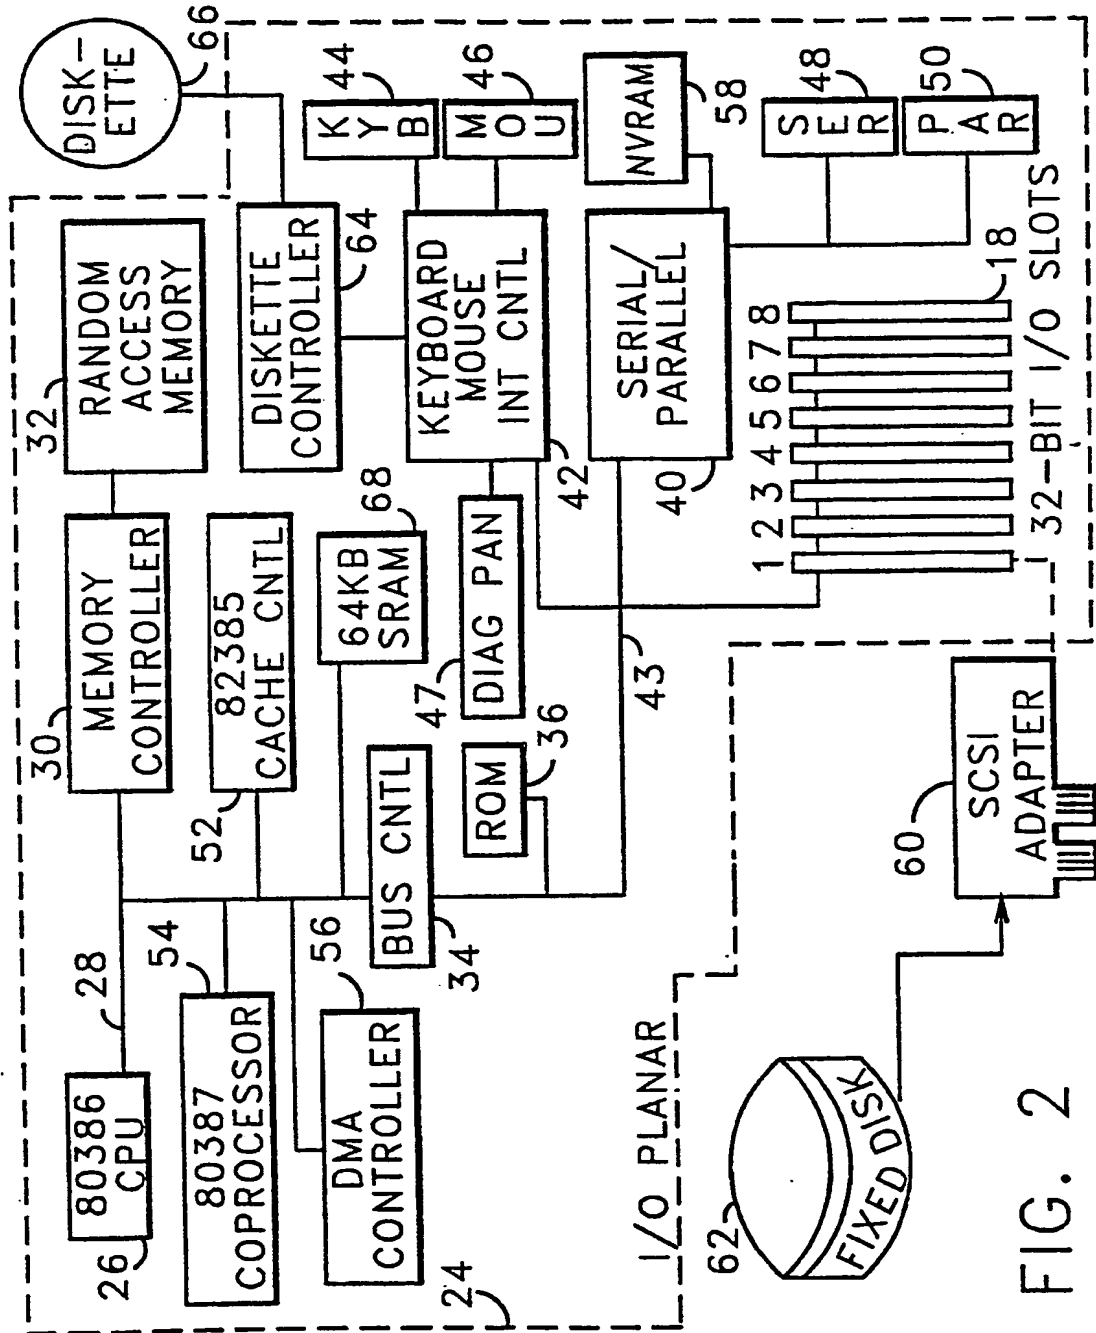 26
80386
CPU
28
30
MEMORY
CONTROLLER
32
RANDOM
ACCESS
MEMORY
DISK-
ETTE
66
54
80387
COPROCESSOR
52
82385
CACHE CNTL
DISKETTE
CONTROLLER
64
56
DMA
CONTROLLER
64KB
SRAM
68
KYB
44
BUS CNTL
34
47
DIAG PAN
KEYBOARD
MOUSE
INT CNTL
42
MOU
46
ROM
36
24
43
SERIAL/
PARALLEL
40
NVRAM
58
I/O PLANAR
1 2 3 4 5 6 7 8
18
32-BIT I/O SLOTS
SER
48
PAR
50
62
FIXED DISK
60
SCSI
ADAPTER
FIG. 2